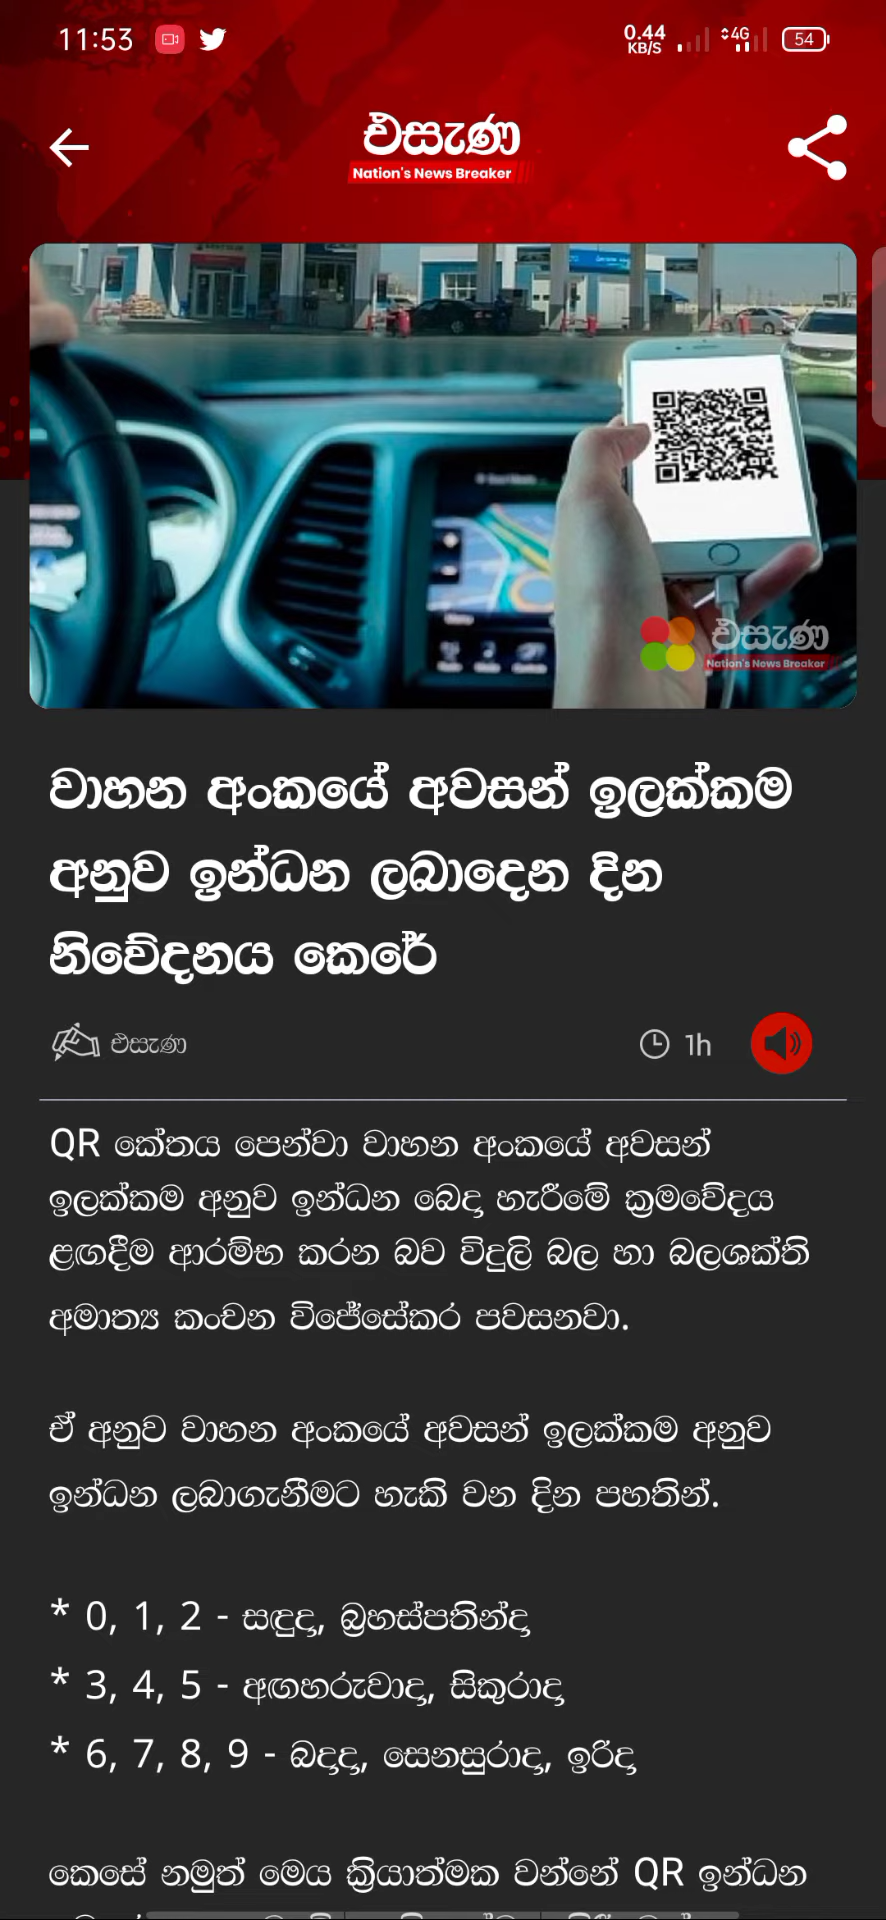 11:53
0.44
KB/S
4G
54
එසැණ
Nation's News Breaker
එසැණ
Nation's News Breaker
වාහන අංකයේ අවසන් ඉලක්කම
අනුව ඉන්ධන ලබාදෙන දින
නිවේදනය කෙරේ
එසැණ
1h
QR කේතය පෙන්වා වාහන අංකයේ අවසන්
ඉලක්කම අනුව ඉන්ධන බෙදා හැරීමේ ක්‍රමවේදය
ළඟදීම ආරම්භ කරන බව විදුලි බල හා බලශක්ති
අමාත්‍ය කංචන විජේසේකර පවසනවා.
ඒ අනුව වාහන අංකයේ අවසන් ඉලක්කම අනුව
ඉන්ධන ලබාගැනීමට හැකි වන දින පහතින්.
* 0, 1, 2 - සඳුදා, බ්‍රහස්පතින්දා
* 3, 4, 5 - අඟහරුවාදා, සිකුරාදා
* 6, 7, 8, 9 - බදාදා, සෙනසුරාදා, ඉරිදා
කෙසේ නමුත් මෙය ක්‍රියාත්මක වන්නේ QR ඉන්ධන